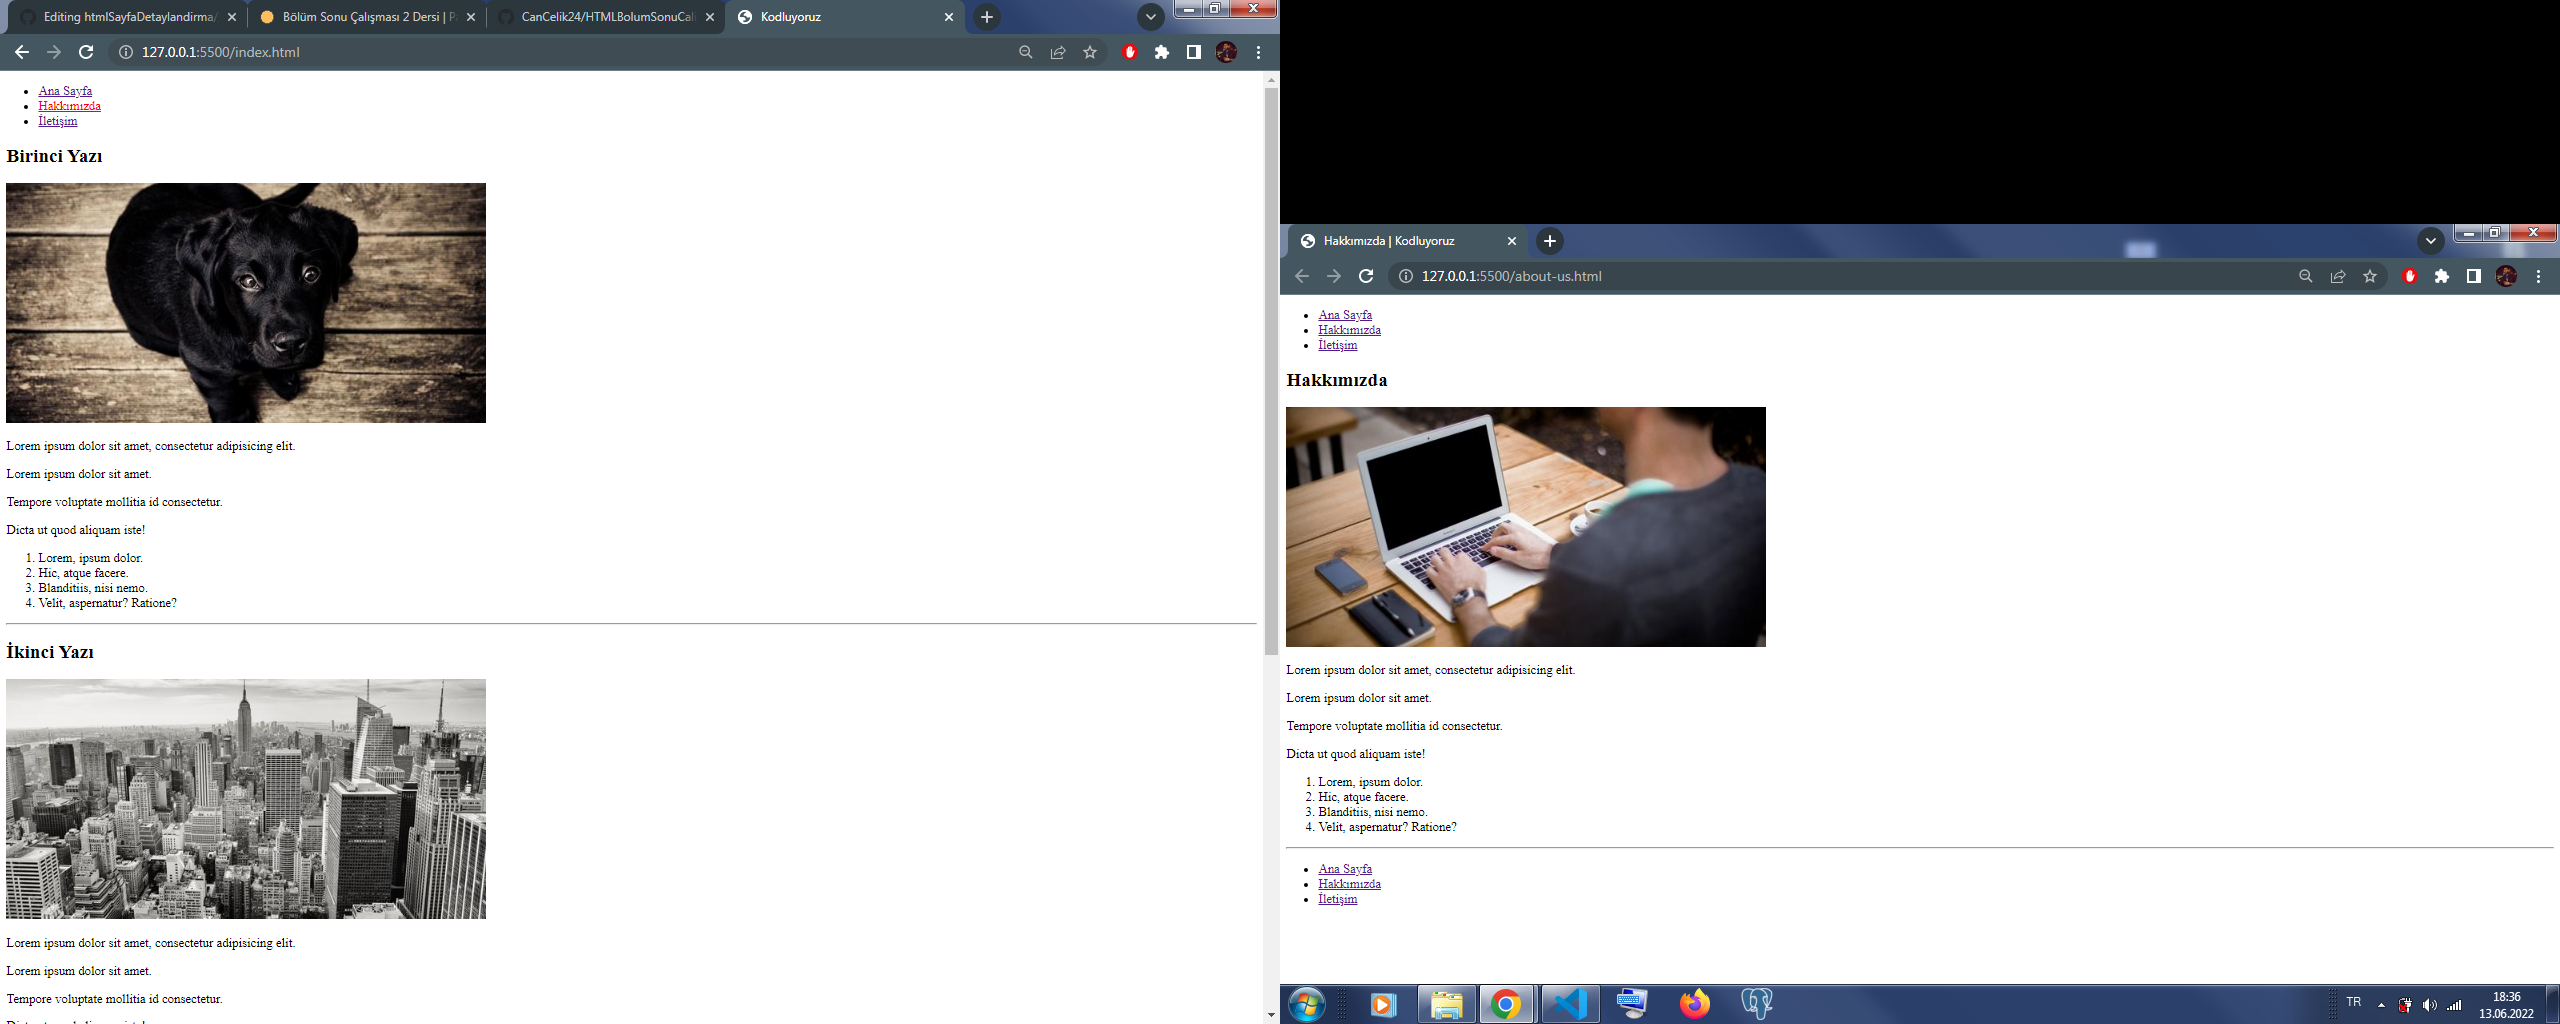 Editing htmlSayfaDetaylandirma/
Bölüm Sonu Çalışması 2 Dersi | Pa
CanCelik24/HTMLBolumSonuCali
Kodluyoruz
127.0.0.1:5500/index.html
Ana Sayfa
Hakkımızda
İletişim
Birinci Yazı
Lorem ipsum dolor sit amet, consectetur adipisicing elit.
Lorem ipsum dolor sit amet.
Tempore voluptate mollitia id consectetur.
Dicta ut quod aliquam iste!
1. Lorem, ipsum dolor.
2. Hic, atque facere.
3. Blanditiis, nisi nemo.
4. Velit, aspernatur? Ratione?
İkinci Yazı
Lorem ipsum dolor sit amet, consectetur adipisicing elit.
Lorem ipsum dolor sit amet.
Tempore voluptate mollitia id consectetur.
Hakkımızda | Kodluyoruz
127.0.0.1:5500/about-us.html
Ana Sayfa
Hakkımızda
İletişim
Hakkımızda
Lorem ipsum dolor sit amet, consectetur adipisicing elit.
Lorem ipsum dolor sit amet.
Tempore voluptate mollitia id consectetur.
Dicta ut quod aliquam iste!
1. Lorem, ipsum dolor.
2. Hic, atque facere.
3. Blanditiis, nisi nemo.
4. Velit, aspernatur? Ratione?
Ana Sayfa
Hakkımızda
İletişim
TR
18:36
13.06.2022